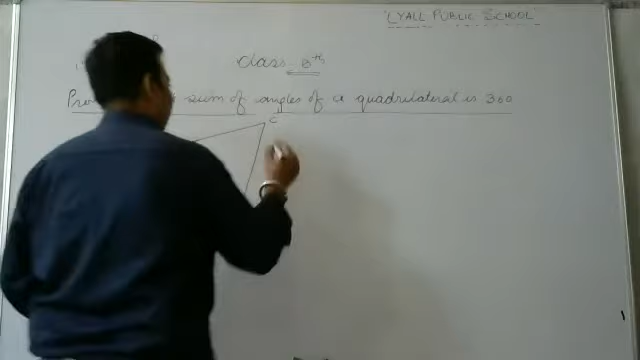 "LYALL PUBLIC SCHOOL"
Class - 8th
sum of angles of a quadrilateral is 360
C